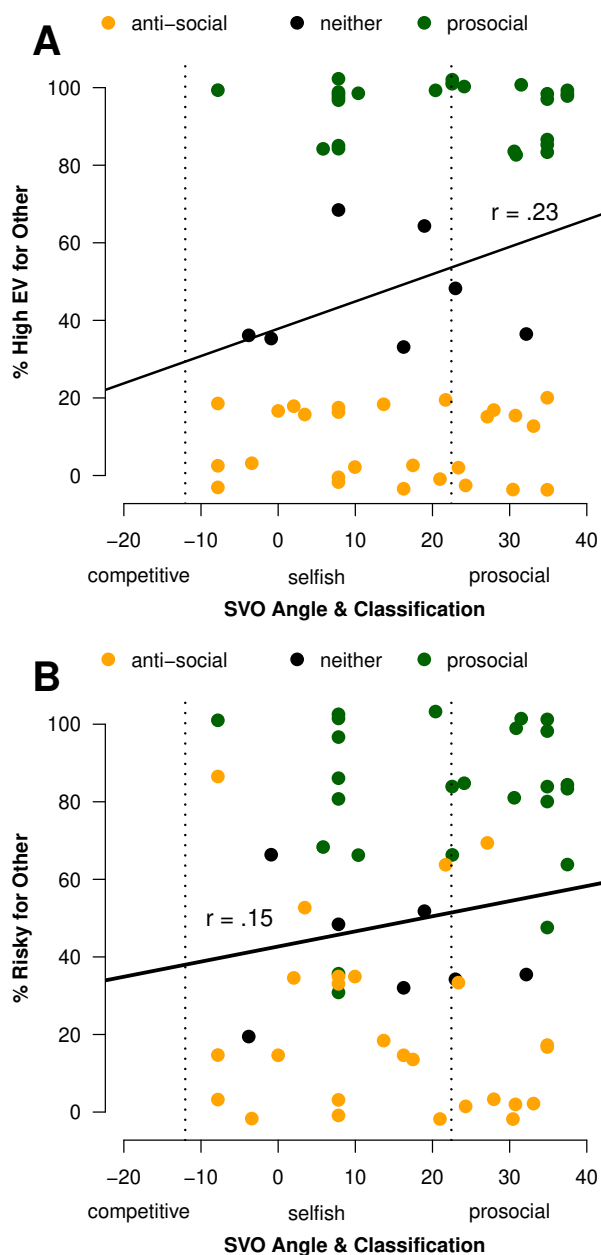 anti−social neither prosocial
A
100
80
60
40
20
0
% High EV for Other
r = .23
−20 −10 0 10 20 30 40
competitive selfish prosocial
SVO Angle & Classification
anti−social neither prosocial
B
100
80
60
40
20
0
% Risky for Other
r = .15
−20 −10 0 10 20 30 40
competitive selfish prosocial
SVO Angle & Classification